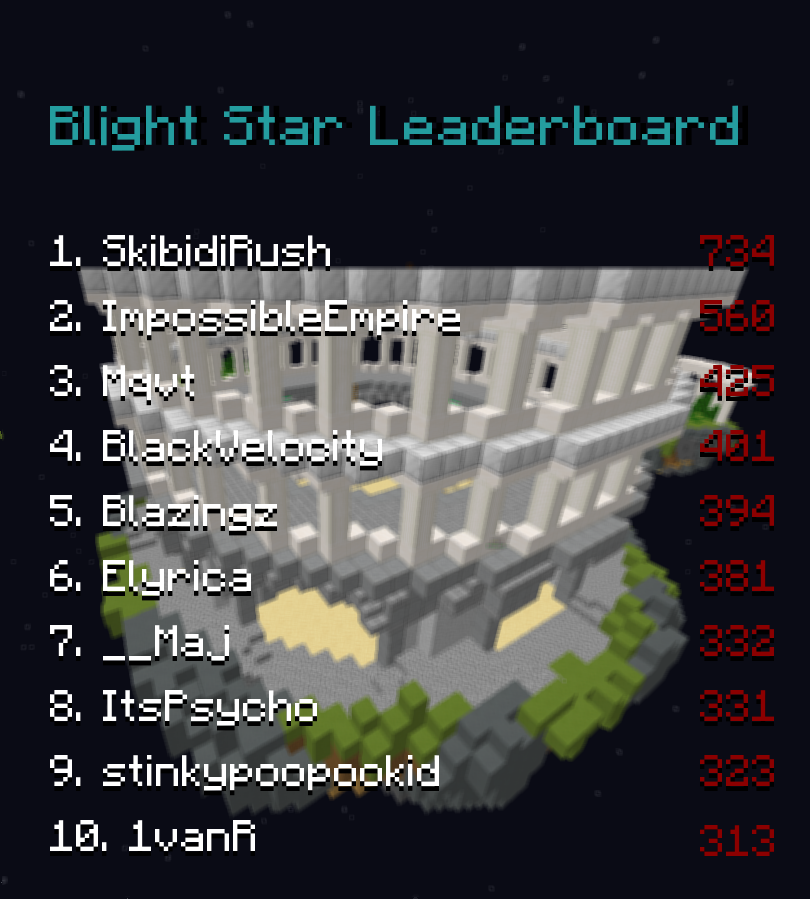 Blight Star Leaderboard
1. SkibidiRush 734
2. ImpossibleEmpire 560
3. Mqwt 425
4. BlackVelocity 401
5. Blazingz 394
6. Elyrica 381
7. __Maj 332
8. ItsPsycho 331
9. stinkypoopookid 323
10. 1vanR 313